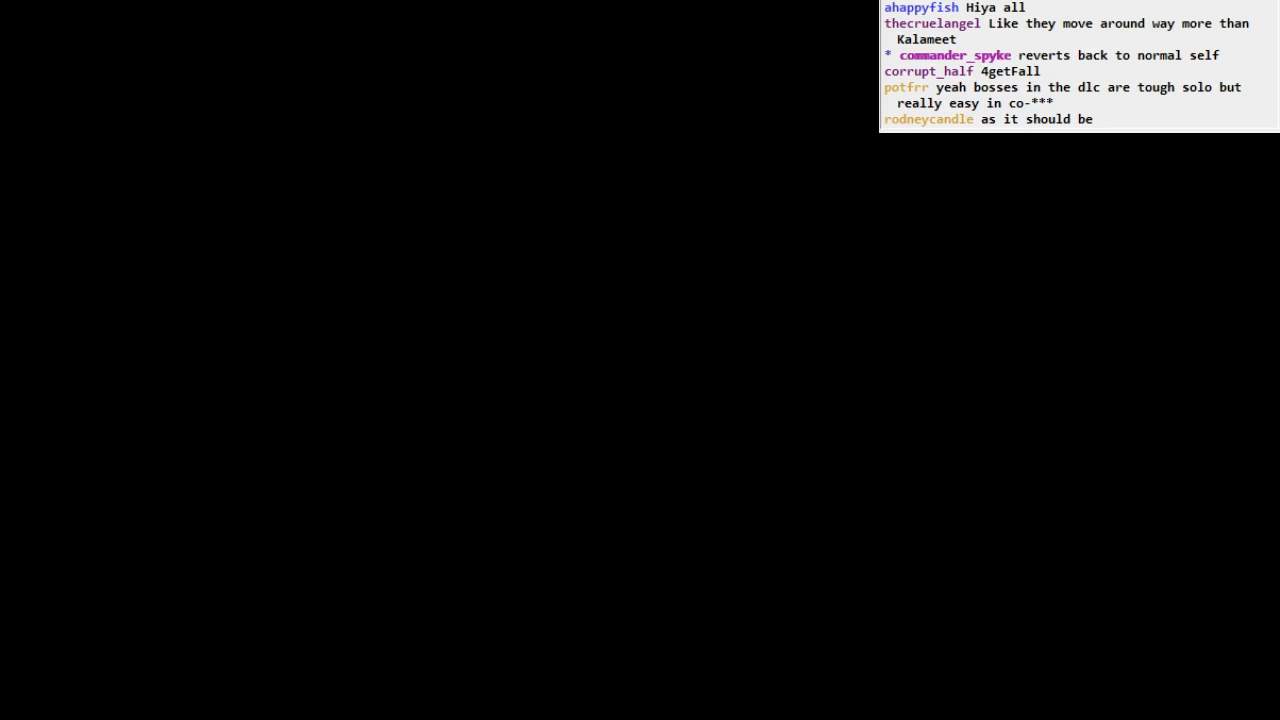 ahappyfish Hiya all
thecruelangel Like they move around way more than
Kalameet
* commander_spyke reverts back to normal self
corrupt_half 4getFall
potfrr yeah bosses in the dlc are tough solo but
really easy in co-***
rodneycandle as it should be